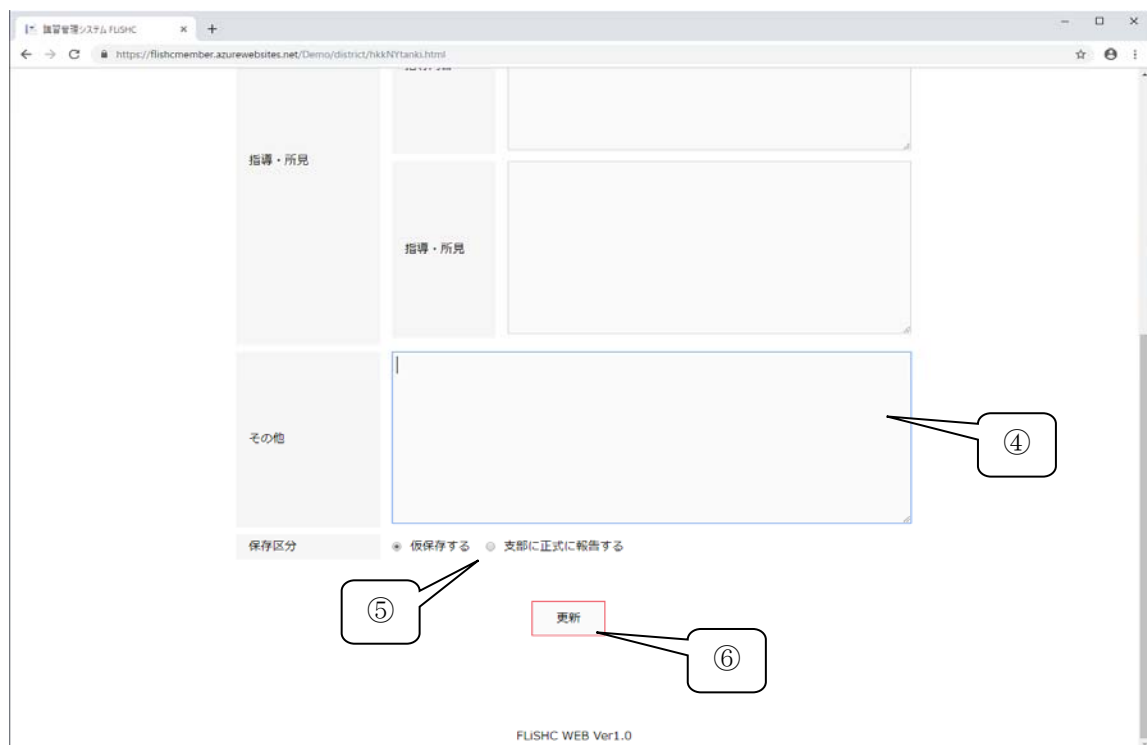 講習管理システム FLiSHC
https://flishcmember.azurewebsites.net/Demo/district/hkkNYtanki.html
指導・所見
指導・所見
その他
④
保存区分
仮保存する 支部に正式に報告する
⑤
更新
⑥
FLiSHC WEB Ver1.0